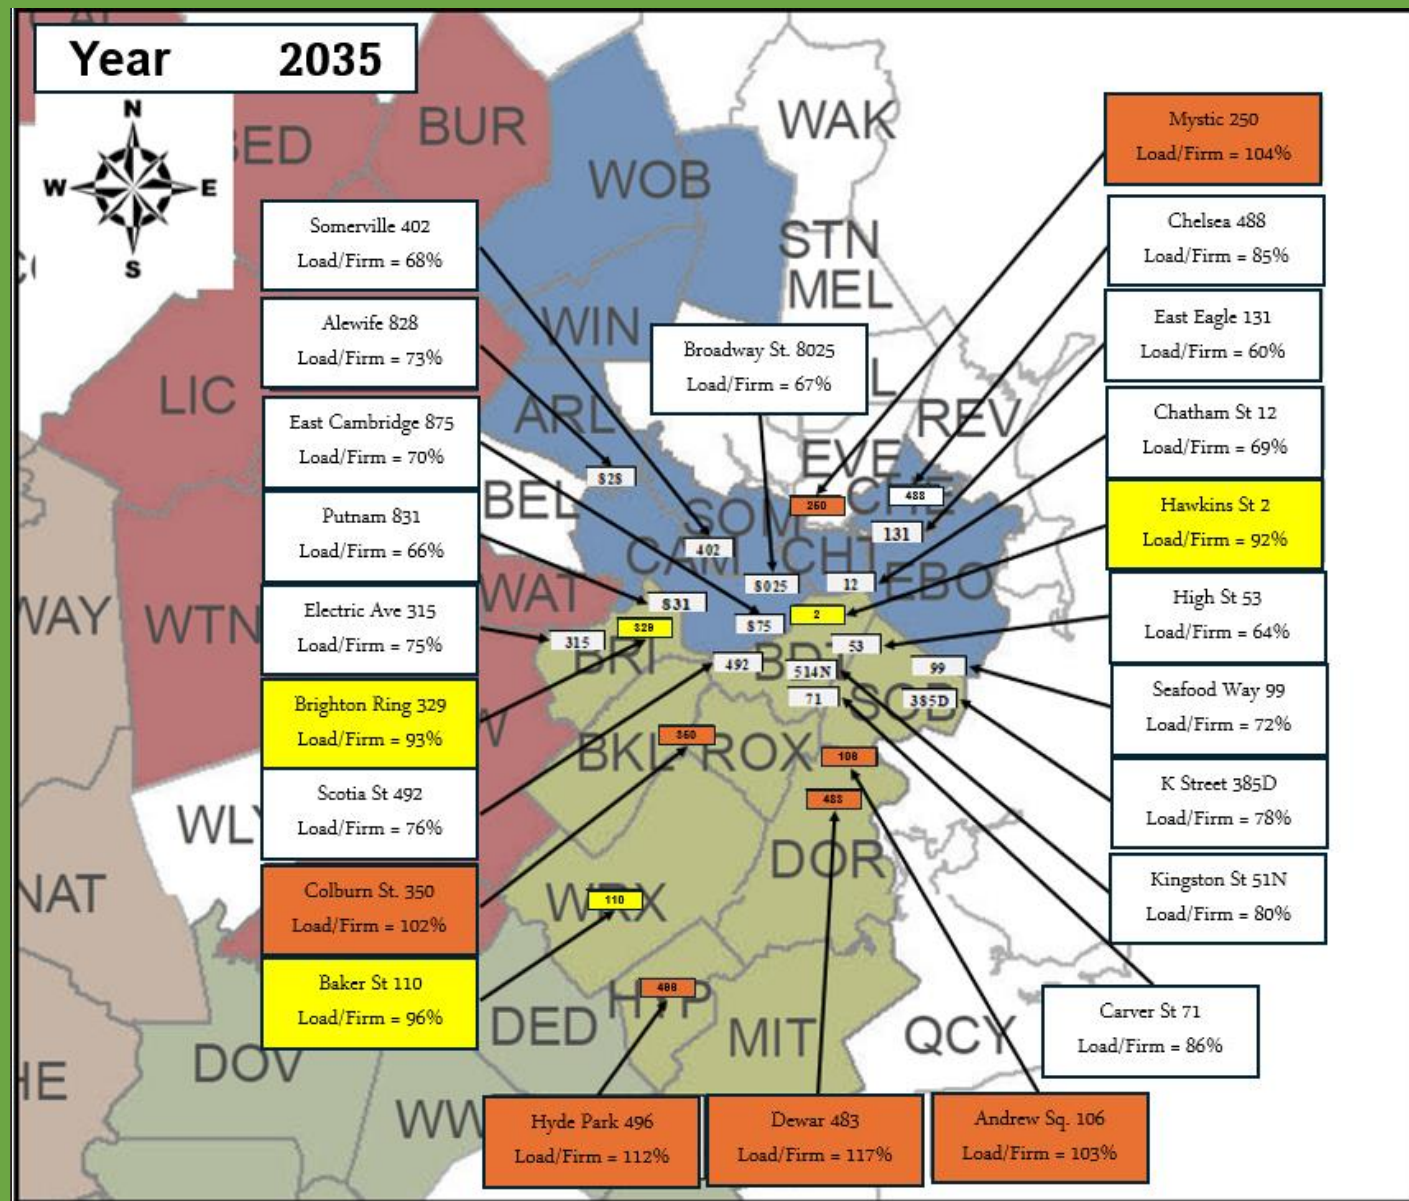 Year 2035
N
W E
S
BED
BUR
WAK
WOB
STN
MEL
WIN
LIC
ARL
REV
EVE
CHE
BEL
SOM
CAM
CHT
EBO
WAT
WAY
WTN
BRI
SOB
BKL
ROX
DOR
NAT
WRX
DED
MIT
QCY
DOV
Somerville 402
Load/Firm = 68%
Alewife 828
Load/Firm = 73%
East Cambridge 875
Load/Firm = 70%
Putnam 831
Load/Firm = 66%
Electric Ave 315
Load/Firm = 75%
Brighton Ring 329
Load/Firm = 93%
Scotia St 492
Load/Firm = 76%
Colburn St. 350
Load/Firm = 102%
Baker St 110
Load/Firm = 96%
Broadway St. 8025
Load/Firm = 67%
Mystic 250
Load/Firm = 104%
Chelsea 488
Load/Firm = 85%
East Eagle 131
Load/Firm = 60%
Chatham St 12
Load/Firm = 69%
Hawkins St 2
Load/Firm = 92%
High St 53
Load/Firm = 64%
Seafood Way 99
Load/Firm = 72%
K Street 385D
Load/Firm = 78%
Kingston St 51N
Load/Firm = 80%
Carver St 71
Load/Firm = 86%
Hyde Park 496
Load/Firm = 112%
Dewar 483
Load/Firm = 117%
Andrew Sq. 106
Load/Firm = 103%
828
488
250
131
402
8025
12
831
875
2
329
315
53
492
514N
99
71
385D
110